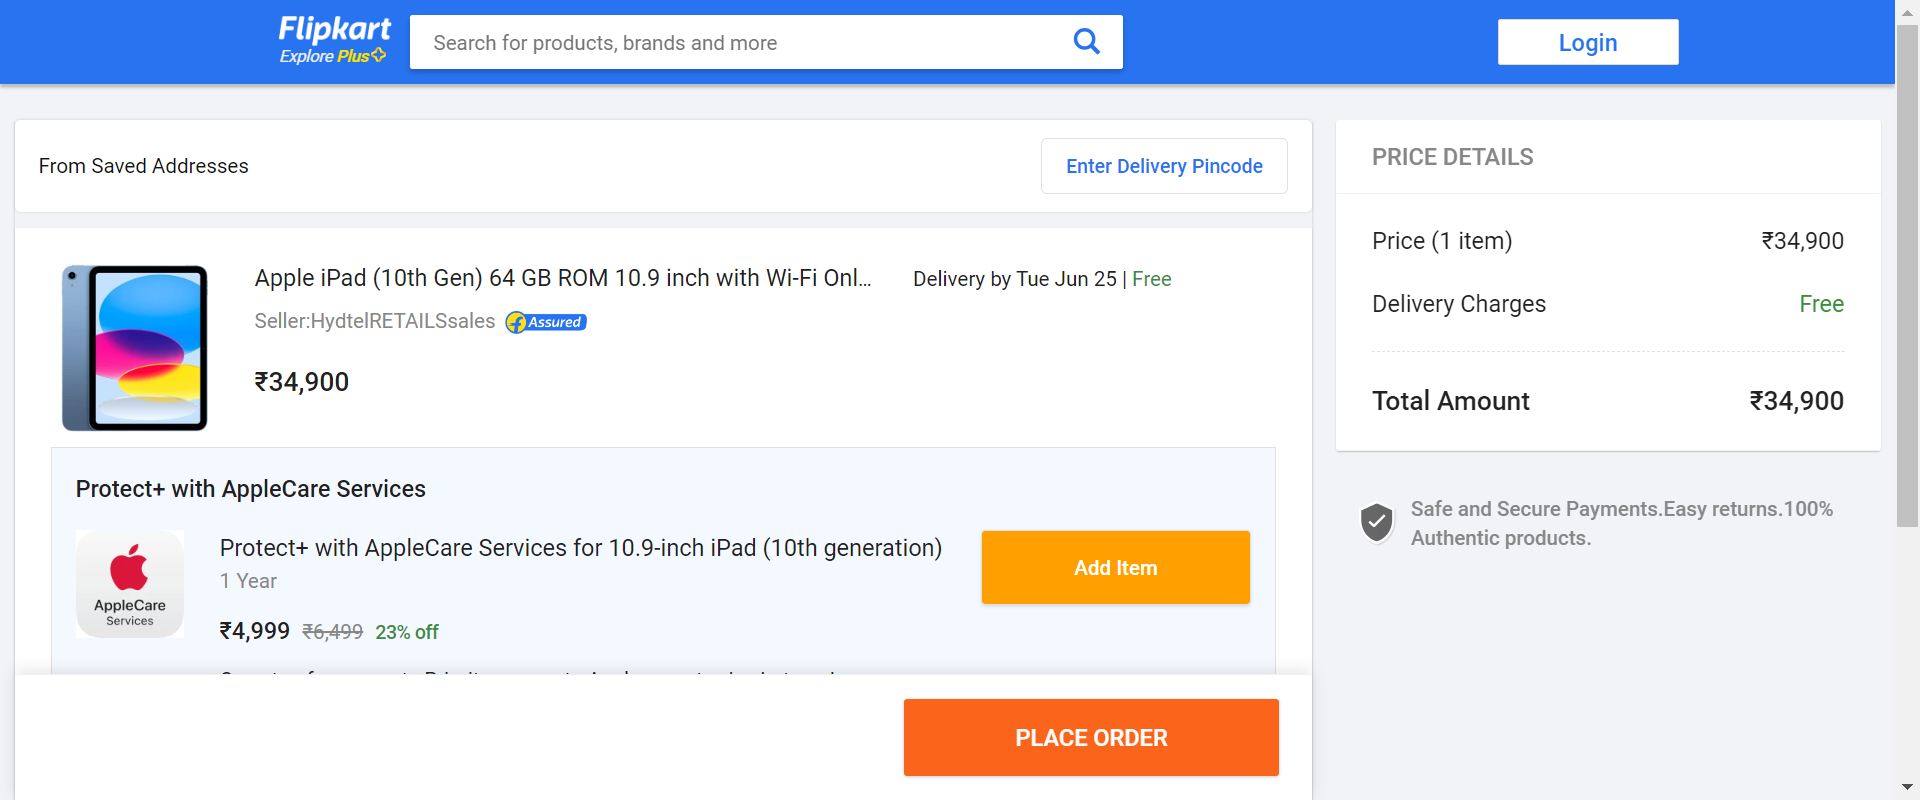 Flipkart
Explore Plus
Search for products, brands and more
Login
From Saved Addresses
Enter Delivery Pincode
Apple iPad (10th Gen) 64 GB ROM 10.9 inch with Wi-Fi Onl...
Delivery by Tue Jun 25 | Free
Seller:HydtelRETAILSsales
Assured
₹34,900
Protect+ with AppleCare Services
AppleCare
Services
Protect+ with AppleCare Services for 10.9-inch iPad (10th generation)
1 Year
₹4,999 ₹6,499 23% off
Add Item
PLACE ORDER
PRICE DETAILS
Price (1 item) ₹34,900
Delivery Charges Free
Total Amount ₹34,900
Safe and Secure Payments.Easy returns.100%
Authentic products.